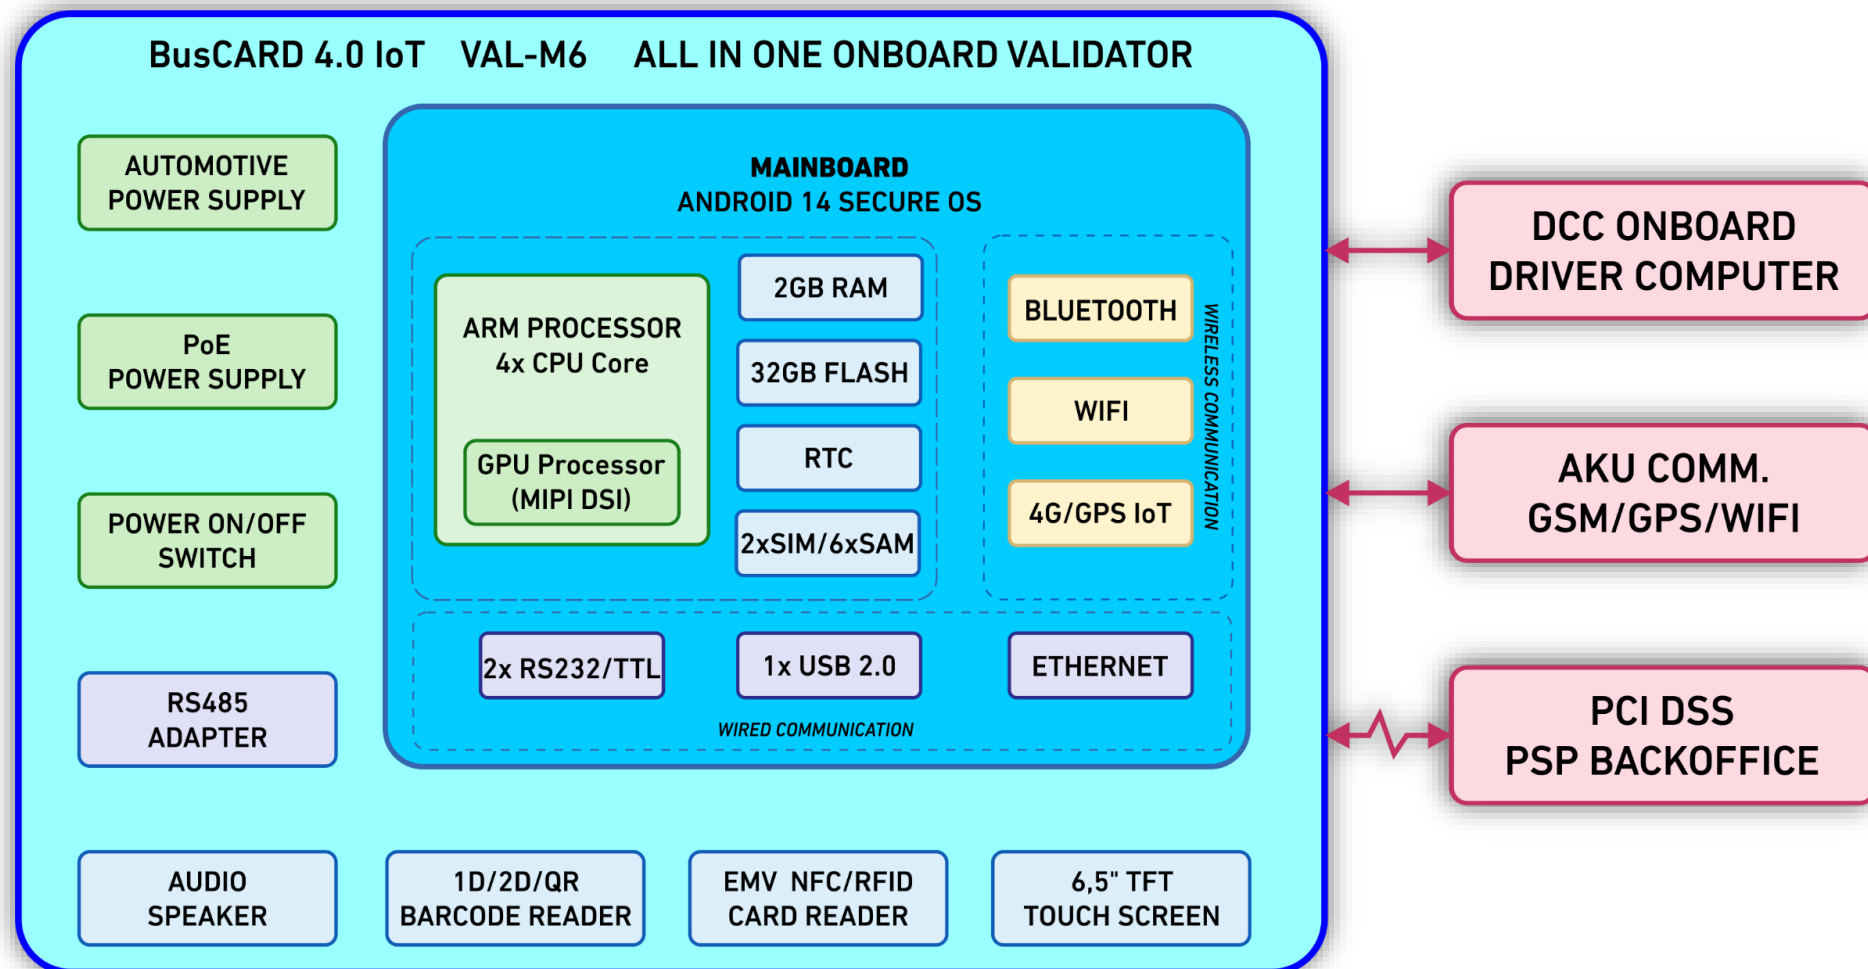 BusCARD 4.0 IoT VAL-M6 ALL IN ONE ONBOARD VALIDATOR
AUTOMOTIVE
POWER SUPPLY
PoE
POWER SUPPLY
POWER ON/OFF
SWITCH
RS485
ADAPTER
MAINBOARD
ANDROID 14 SECURE OS
ARM PROCESSOR
4x CPU Core
GPU Processor
(MIPI DSI)
2GB RAM
32GB FLASH
RTC
2xSIM/6xSAM
BLUETOOTH
WIFI
4G/GPS IoT
WIRELESS COMMUNICATION
2x RS232/TTL
1x USB 2.0
ETHERNET
WIRED COMMUNICATION
AUDIO
SPEAKER
1D/2D/QR
BARCODE READER
EMV NFC/RFID
CARD READER
6,5" TFT
TOUCH SCREEN
DCC ONBOARD
DRIVER COMPUTER
AKU COMM.
GSM/GPS/WIFI
PCI DSS
PSP BACKOFFICE